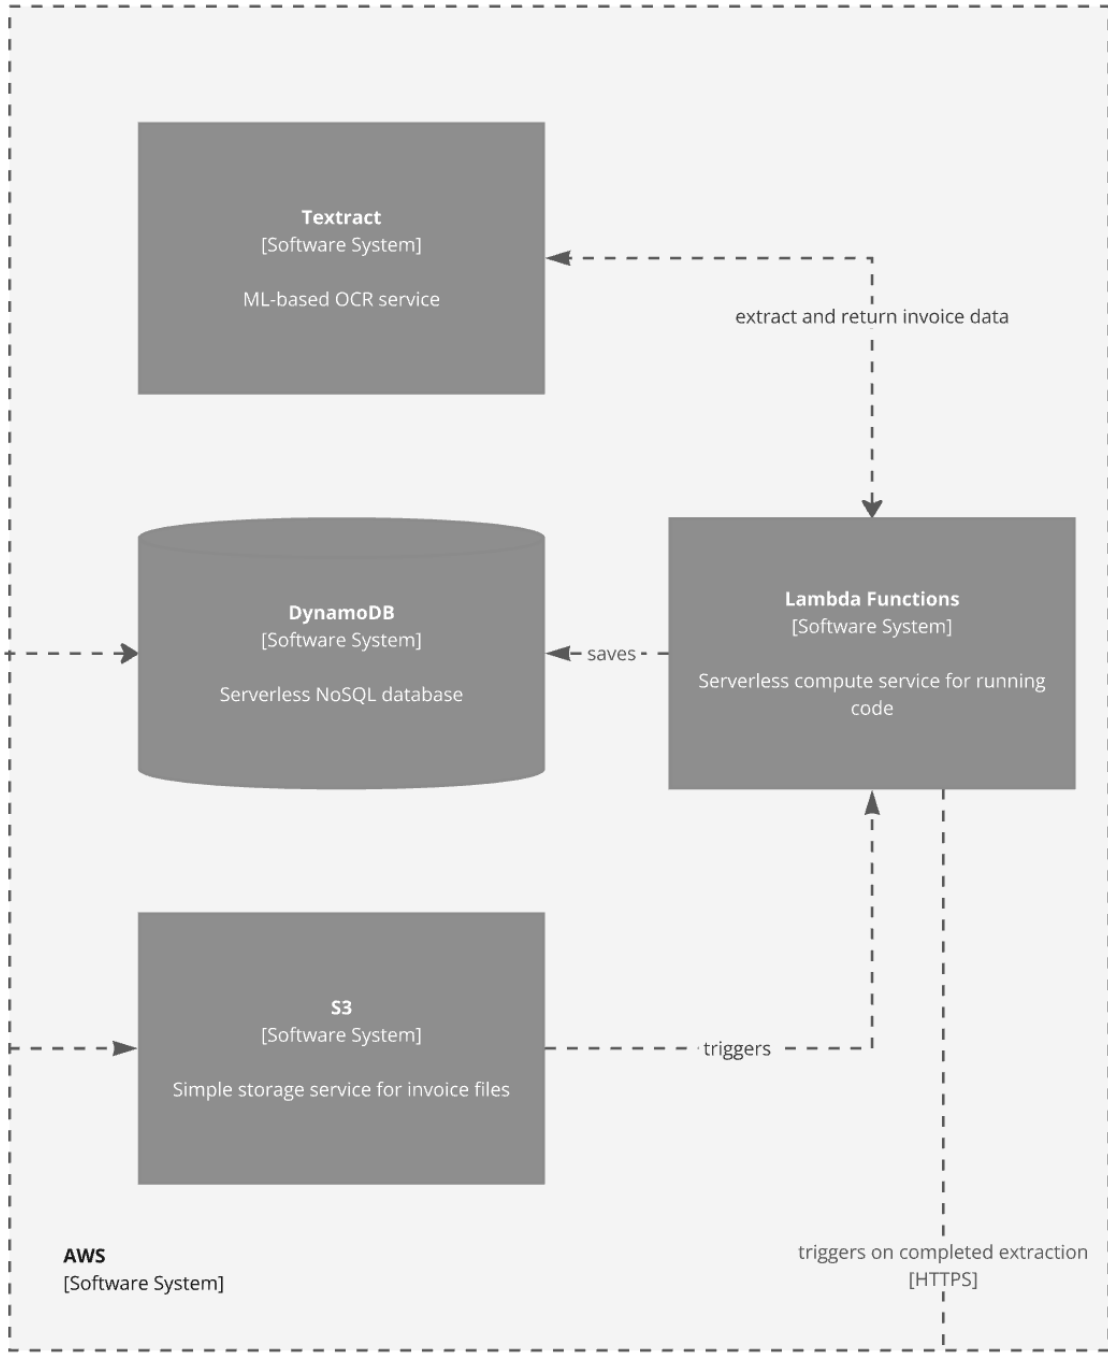 Textract
[Software System]
ML-based OCR service
extract and return invoice data
DynamoDB
[Software System]
Serverless NoSQL database
saves
Lambda Functions
[Software System]
Serverless compute service for running
code
S3
[Software System]
Simple storage service for invoice files
triggers
AWS
[Software System]
triggers on completed extraction
[HTTPS]